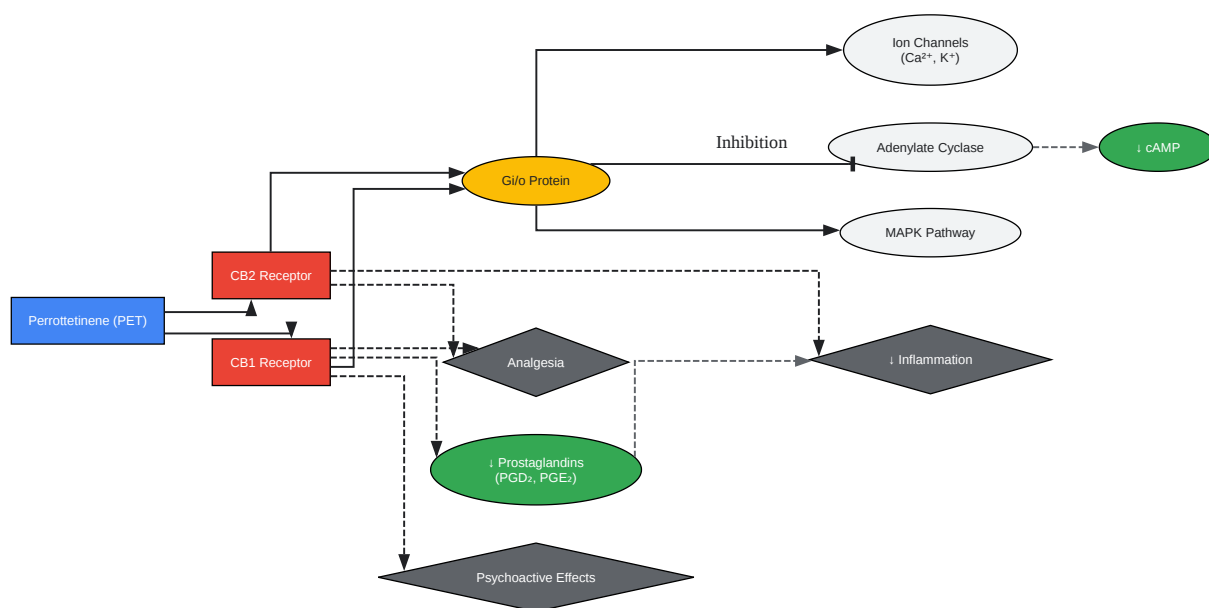 Ion Channels
(Ca²⁺, K⁺)
Inhibition
Adenylate Cyclase
↓ cAMP
Gi/o Protein
MAPK Pathway
CB2 Receptor
Perrottetinene (PET)
CB1 Receptor
Analgesia
↓ Inflammation
↓ Prostaglandins
(PGD₂, PGE₂)
Psychoactive Effects